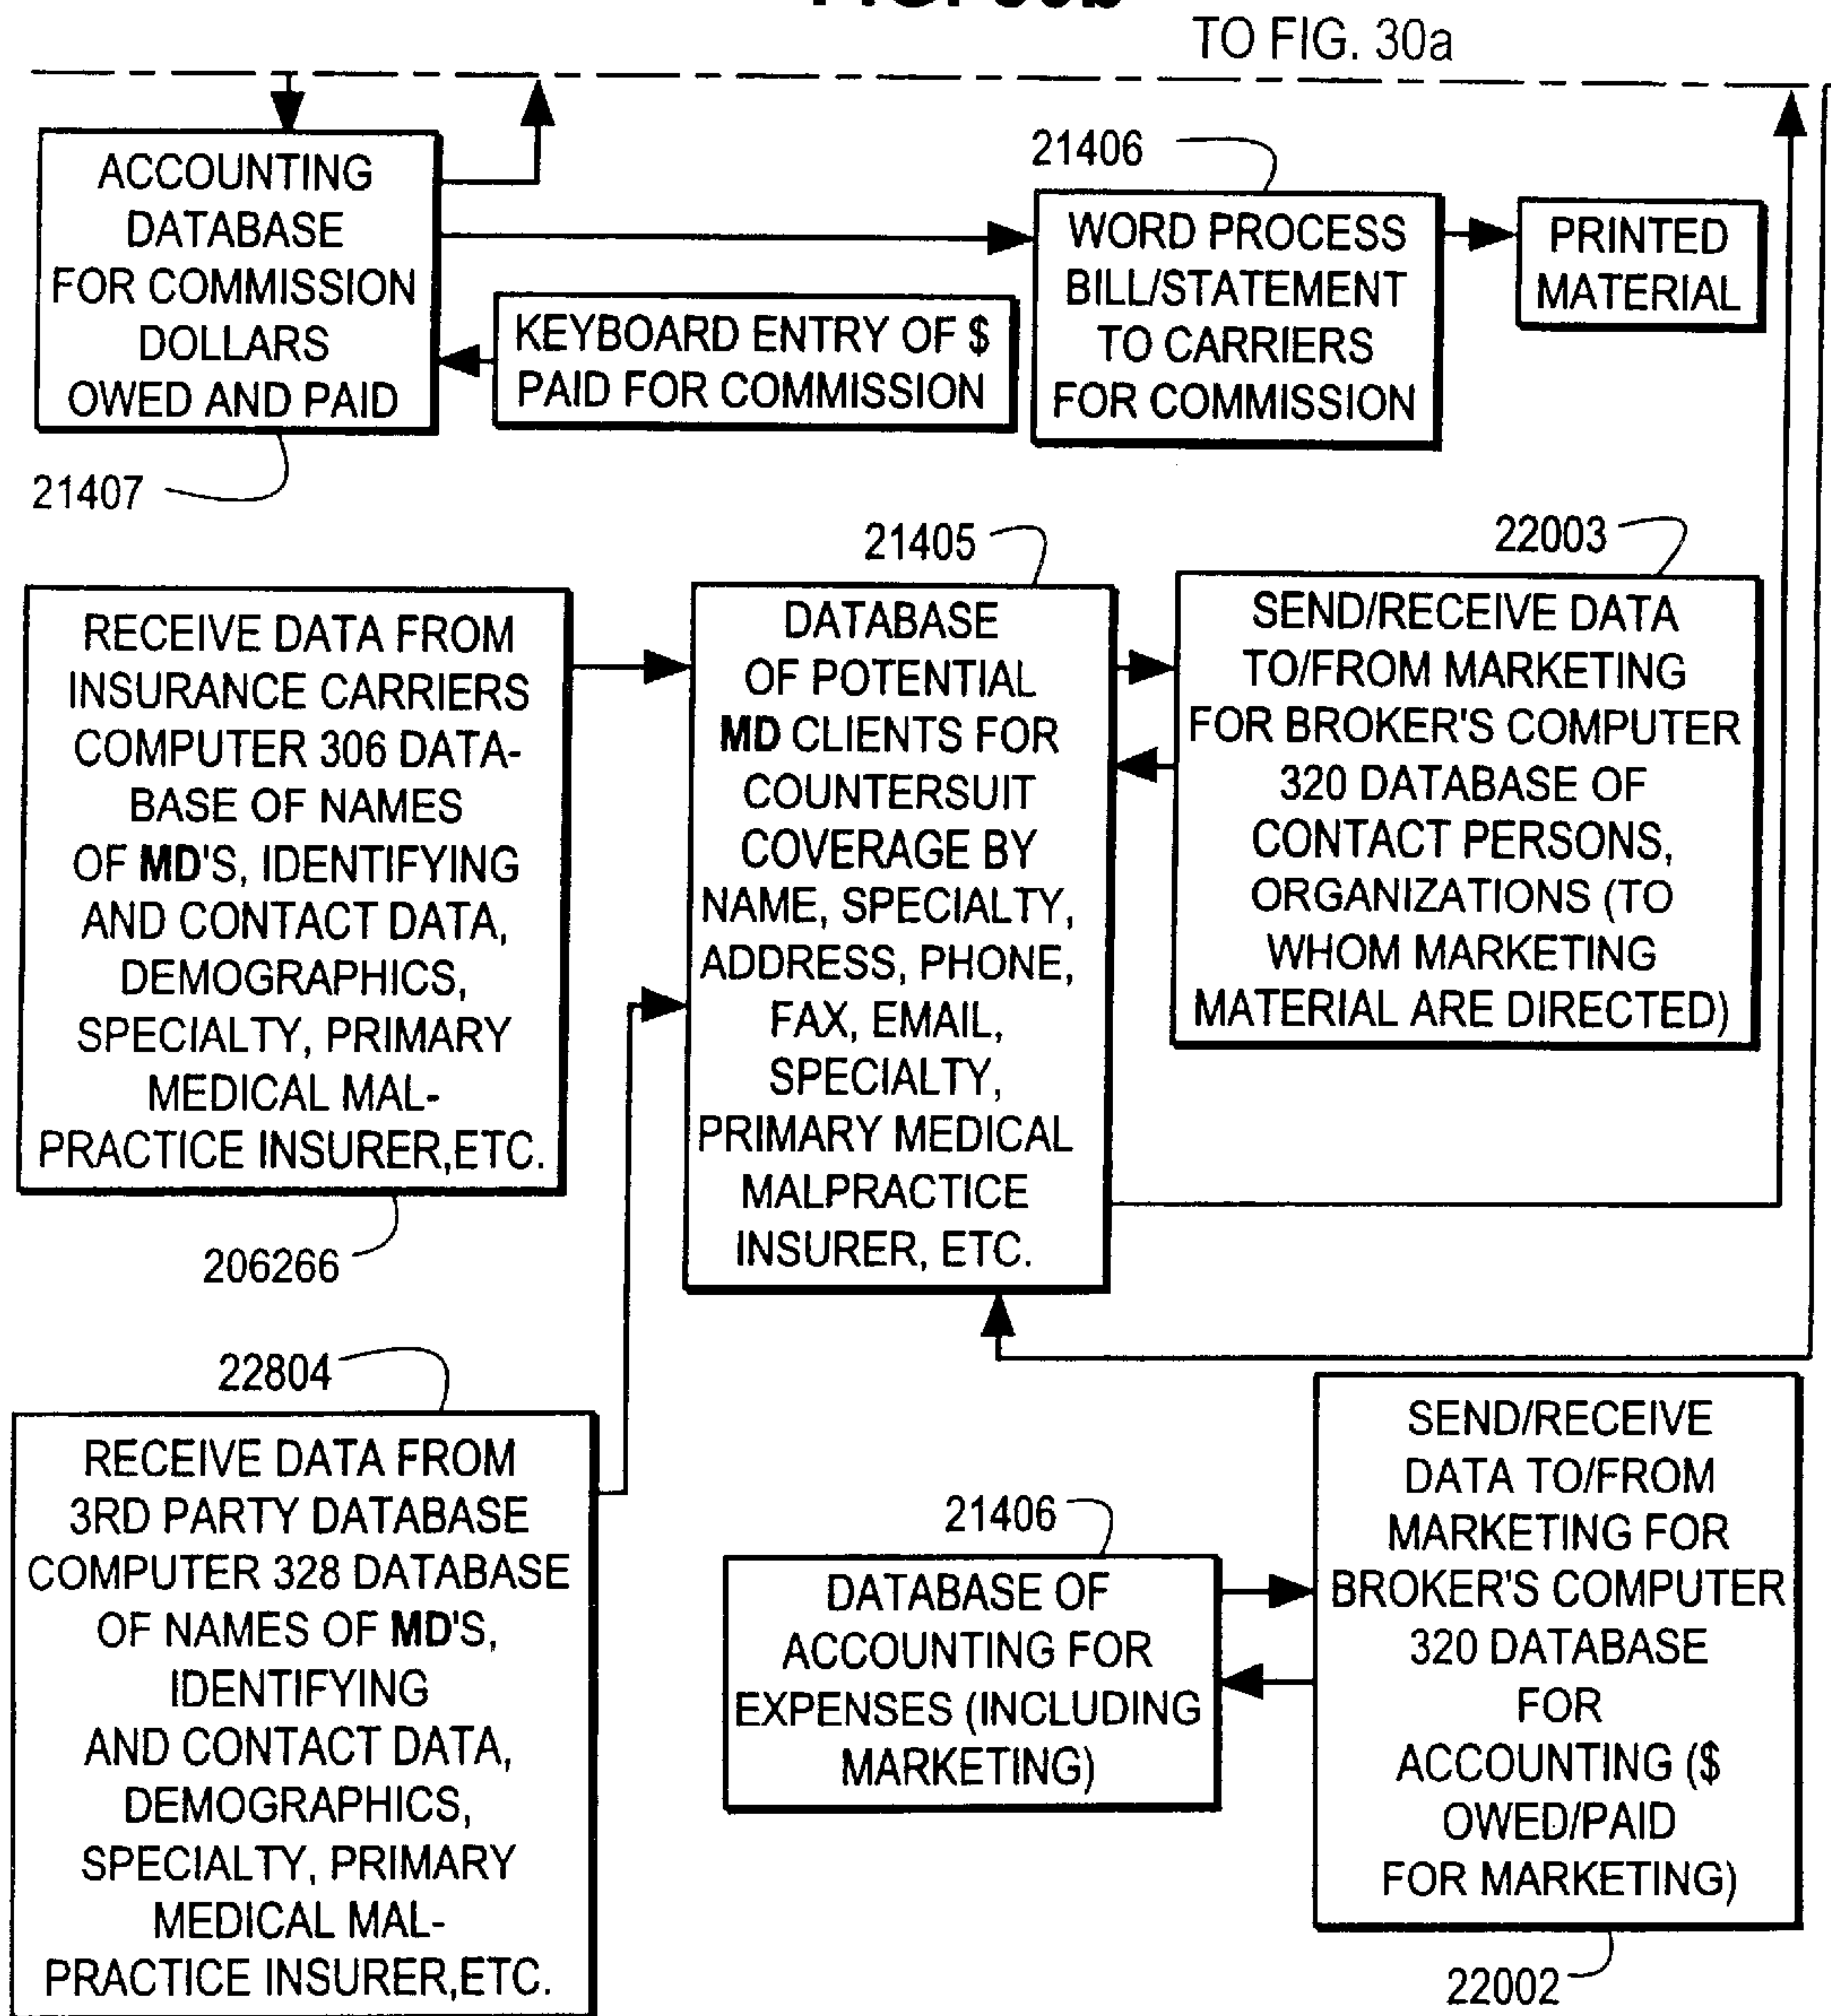 TO FIG. 30a
ACCOUNTING
DATABASE
FOR COMMISSION
DOLLARS
OWED AND PAID
21407
KEYBOARD ENTRY OF $
PAID FOR COMMISSION
21406
WORD PROCESS
BILL/STATEMENT
TO CARRIERS
FOR COMMISSION
PRINTED
MATERIAL
RECEIVE DATA FROM
INSURANCE CARRIERS
COMPUTER 306 DATA-
BASE OF NAMES
OF MD'S, IDENTIFYING
AND CONTACT DATA,
DEMOGRAPHICS,
SPECIALTY, PRIMARY
MEDICAL MAL-
PRACTICE INSURER,ETC.
206266
21405
DATABASE
OF POTENTIAL
MD CLIENTS FOR
COUNTERSUIT
COVERAGE BY
NAME, SPECIALTY,
ADDRESS, PHONE,
FAX, EMAIL,
SPECIALTY,
PRIMARY MEDICAL
MALPRACTICE
INSURER, ETC.
22003
SEND/RECEIVE DATA
TO/FROM MARKETING
FOR BROKER'S COMPUTER
320 DATABASE OF
CONTACT PERSONS,
ORGANIZATIONS (TO
WHOM MARKETING
MATERIAL ARE DIRECTED)
22804
RECEIVE DATA FROM
3RD PARTY DATABASE
COMPUTER 328 DATABASE
OF NAMES OF MD'S,
IDENTIFYING
AND CONTACT DATA,
DEMOGRAPHICS,
SPECIALTY, PRIMARY
MEDICAL MAL-
PRACTICE INSURER,ETC.
21406
DATABASE OF
ACCOUNTING FOR
EXPENSES (INCLUDING
MARKETING)
SEND/RECEIVE
DATA TO/FROM
MARKETING FOR
BROKER'S COMPUTER
320 DATABASE
FOR
ACCOUNTING ($
OWED/PAID
FOR MARKETING)
22002